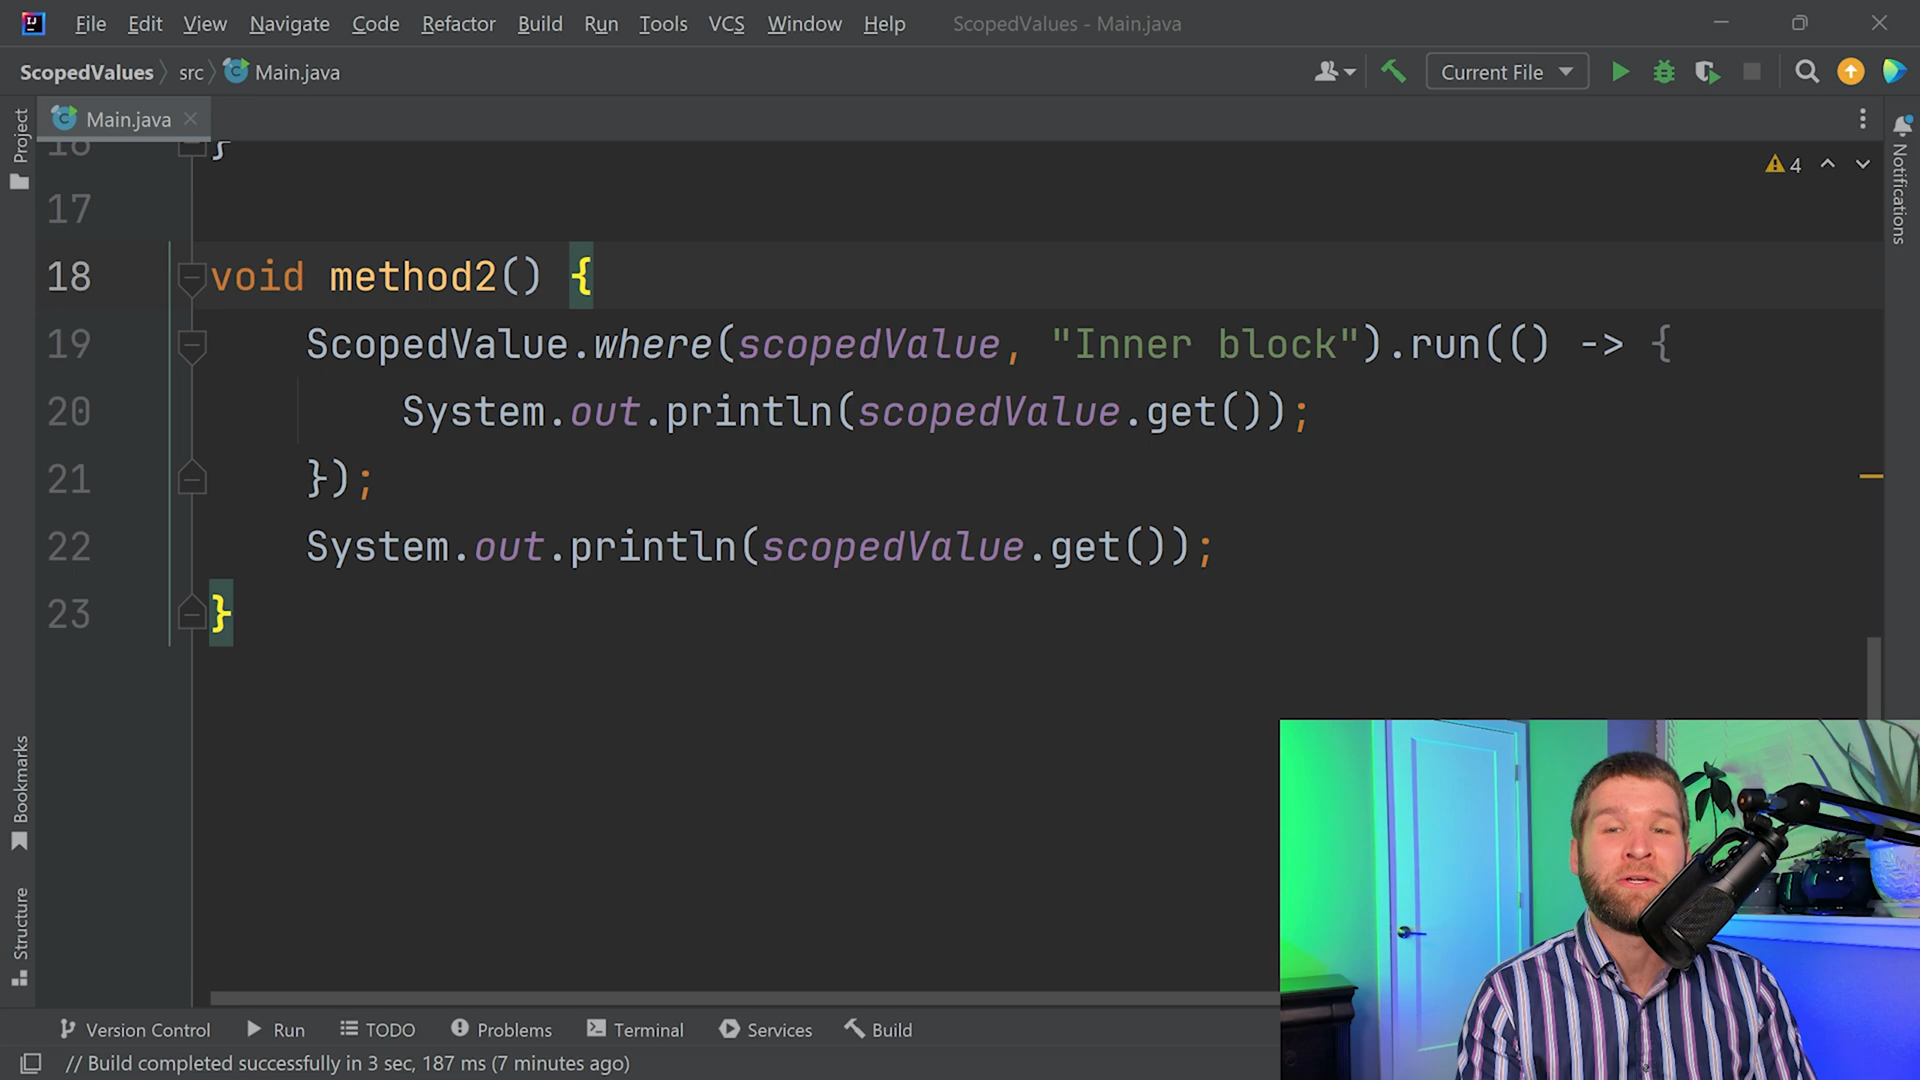 File Edit View Navigate Code Refactor Build Run Tools VCS Window Help ScopedValues - Main.java
ScopedValues src Main.java Current File
Project
Main.java
Notifications
16 }
4
17
18 void method2() {
19 ScopedValue.where(scopedValue, "Inner block").run(() -> {
20 System.out.println(scopedValue.get());
21 });
22 System.out.println(scopedValue.get());
23 }
Bookmarks
Structure
Version Control Run TODO Problems Terminal Services Build
// Build completed successfully in 3 sec, 187 ms (7 minutes ago)